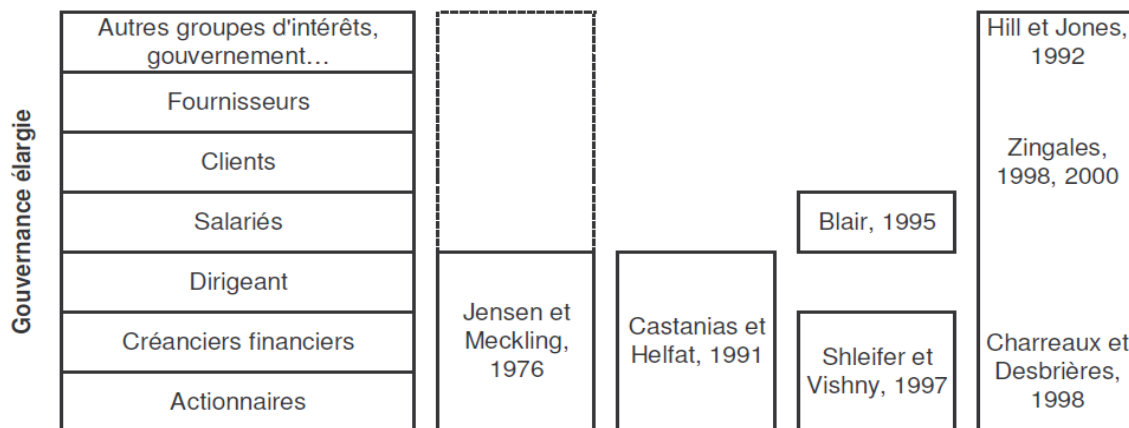 Gouvernance élargie
Autres groupes d'intérêts,
gouvernement…
Fournisseurs
Clients
Salariés
Dirigeant
Créanciers financiers
Actionnaires
Jensen et
Meckling,
1976
Castanias et
Helfat, 1991
Blair, 1995
Shleifer et
Vishny, 1997
Hill et Jones,
1992
Zingales,
1998, 2000
Charreaux et
Desbrières,
1998